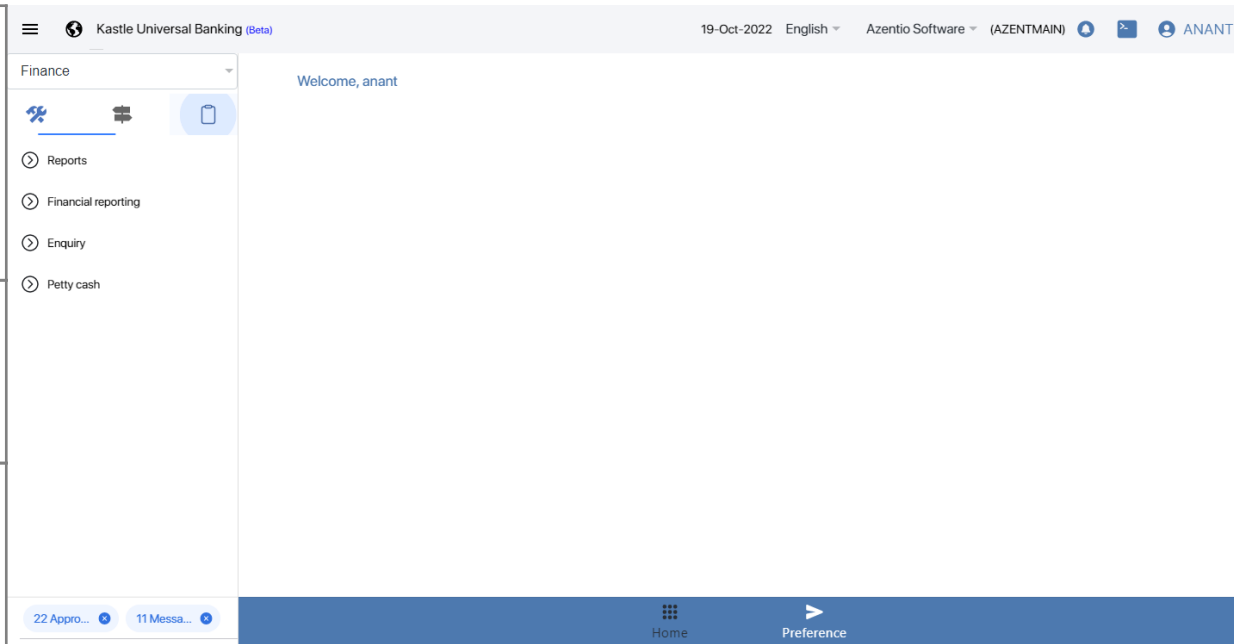 Kastle Universal Banking (Beta) 19-Oct-2022 English Azentio Software (AZENTMAIN) ANANT
Finance
Welcome, anant
Reports
Financial reporting
Enquiry
Petty cash
22 Appro... 11 Messa...
Home Preference